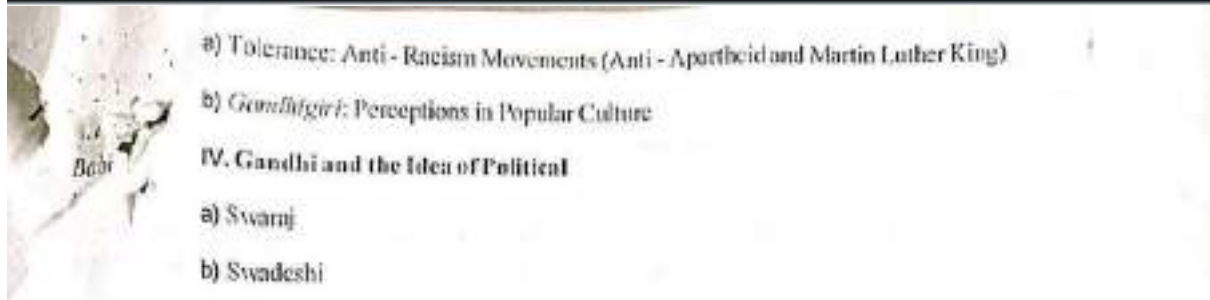 a) Tolerance: Anti - Racism Movements (Anti - Apartheid and Martin Luther King)
b) Gandhigiri: Perceptions in Popular Culture
IV. Gandhi and the Idea of Political
a) Swaraj
b) Swadeshi